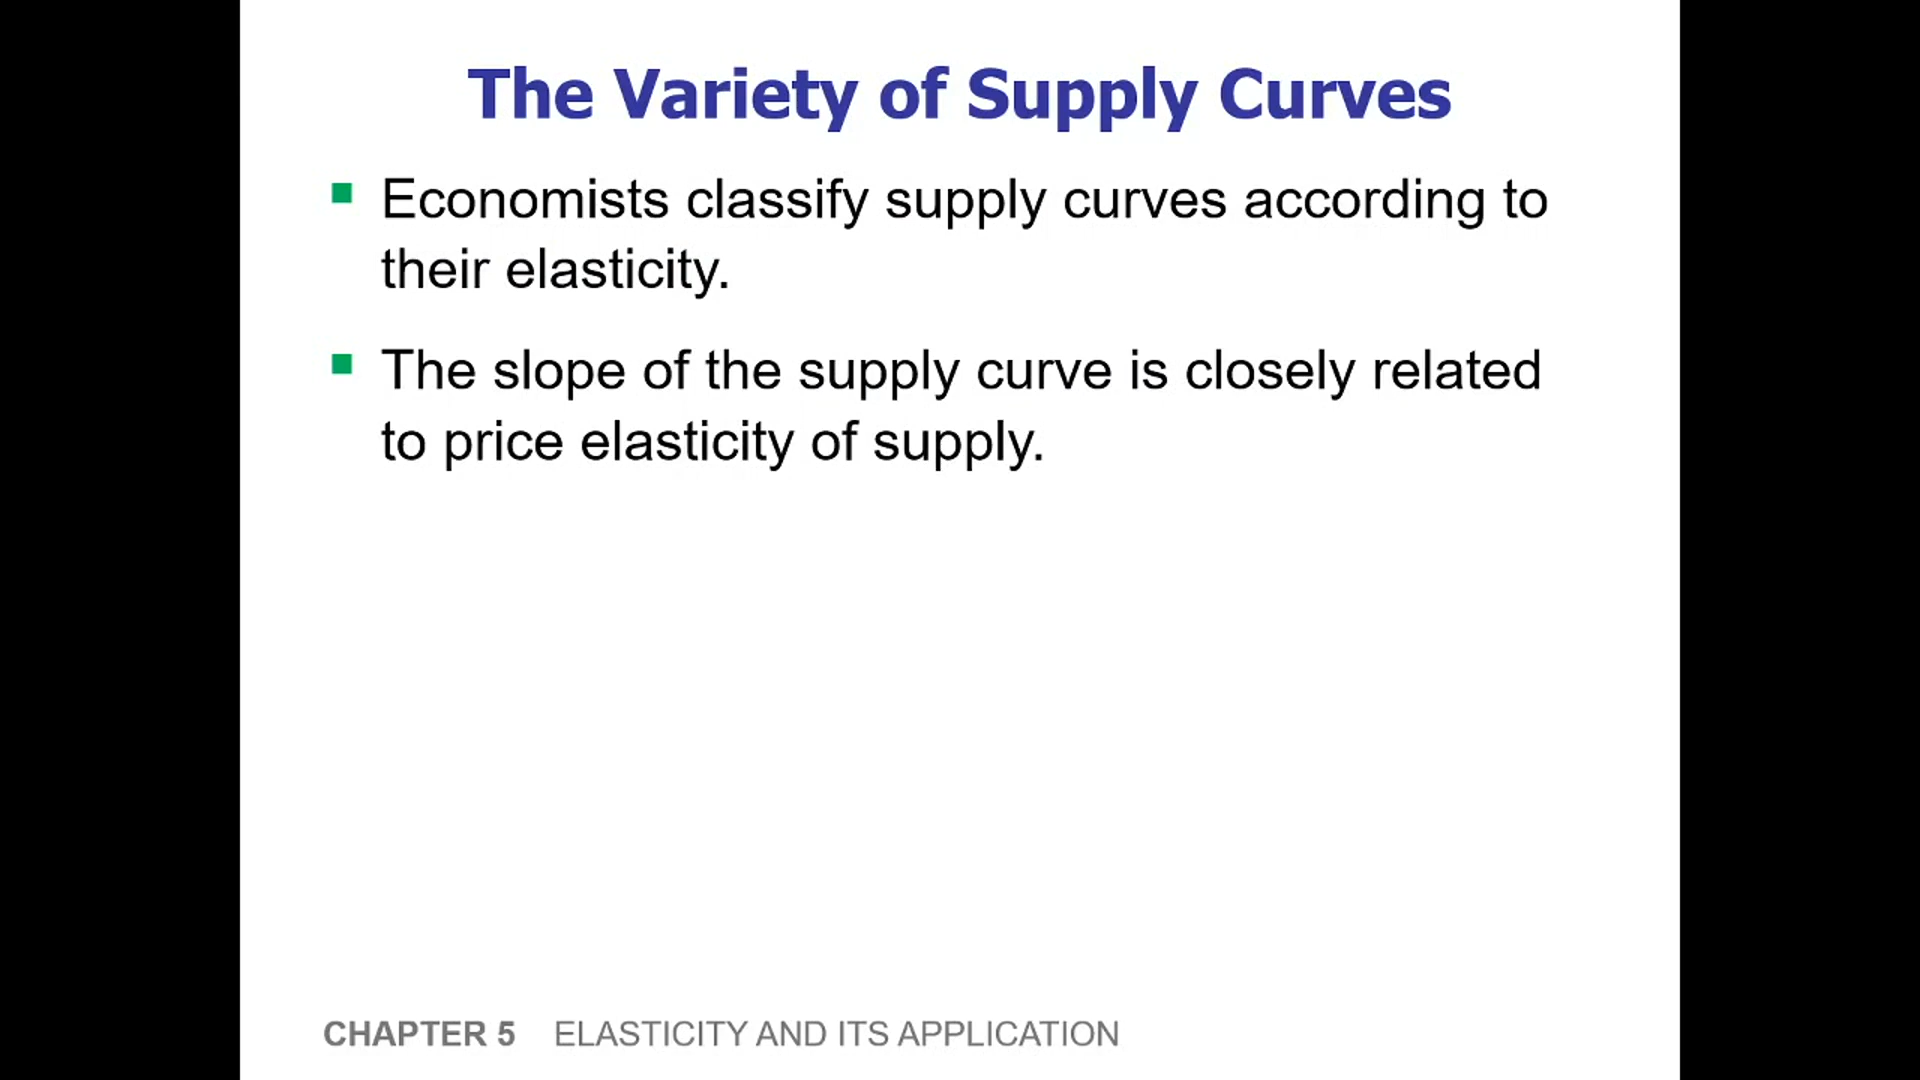 The Variety of Supply Curves
Economists classify supply curves according to
their elasticity.
The slope of the supply curve is closely related
to price elasticity of supply.
CHAPTER 5 ELASTICITY AND ITS APPLICATION